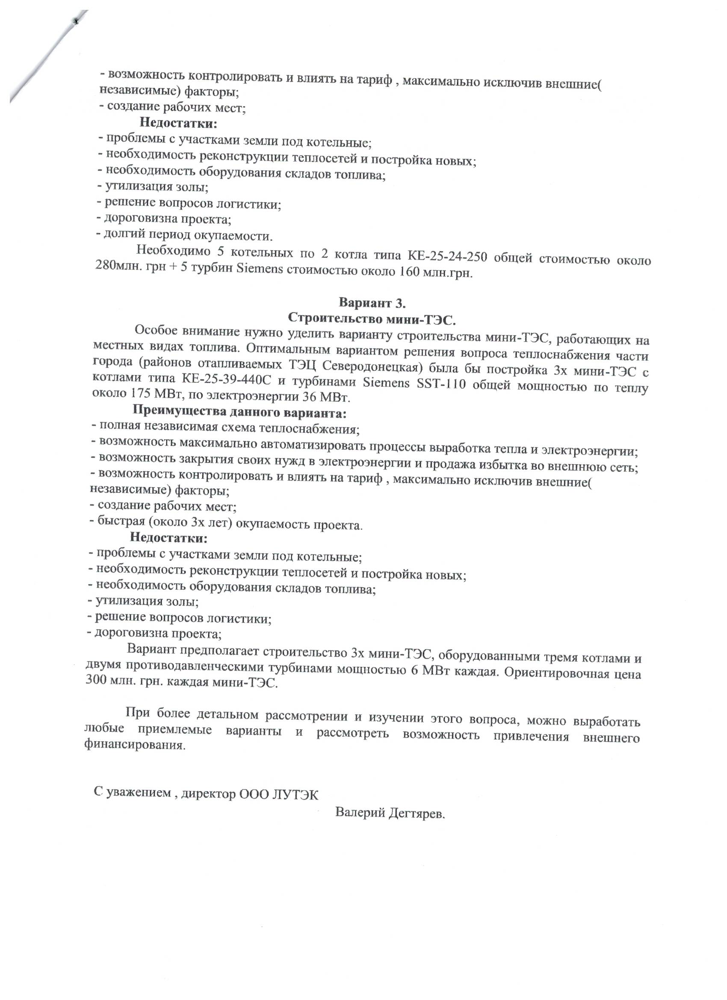 - возможность контролировать и влиять на тариф , максимально исключив внешние(
независимые) факторы;
- создание рабочих мест;
Недостатки:
- проблемы с участками земли под котельные;
- необходимость реконструкции теплосетей и постройка новых;
- необходимость оборудования складов топлива;
- утилизация золы;
- решение вопросов логистики;
- дороговизна проекта;
- долгий период окупаемости.
Необходимо 5 котельных по 2 котла типа КЕ-25-24-250 общей стоимостью около
280млн. грн + 5 турбин Siemens стоимостью около 160 млн.грн.
Вариант 3.
Строительство мини-ТЭС.
Особое внимание нужно уделить варианту строительства мини-ТЭС, работающих на
местных видах топлива. Оптимальным вариантом решения вопроса теплоснабжения части
города (районов отапливаемых ТЭЦ Северодонецкая) была бы постройка 3х мини-ТЭС с
котлами типа КЕ-25-39-440С и турбинами Siemens SST-110 общей мощностью по теплу
около 175 МВт, по электроэнергии 36 МВт.
Преимущества данного варианта:
- полная независимая схема теплоснабжения;
- возможность максимально автоматизировать процессы выработка тепла и электроэнергии;
- возможность закрытия своих нужд в электроэнергии и продажа избытка во внешнюю сеть;
- возможность контролировать и влиять на тариф , максимально исключив внешние(
независимые) факторы;
- создание рабочих мест;
- быстрая (около 3х лет) окупаемость проекта.
Недостатки:
- проблемы с участками земли под котельные;
- необходимость реконструкции теплосетей и постройка новых;
- необходимость оборудования складов топлива;
- утилизация золы;
- решение вопросов логистики;
- дороговизна проекта;
Вариант предполагает строительство 3х мини-ТЭС, оборудованными тремя котлами и
двумя противодавленческими турбинами мощностью 6 МВт каждая. Ориентировочная цена
300 млн. грн. каждая мини-ТЭС.
При более детальном рассмотрении и изучении этого вопроса, можно выработать
любые приемлемые варианты и рассмотреть возможность привлечения внешнего
финансирования.
С уважением , директор ООО ЛУТЭК
Валерий Дегтярев.